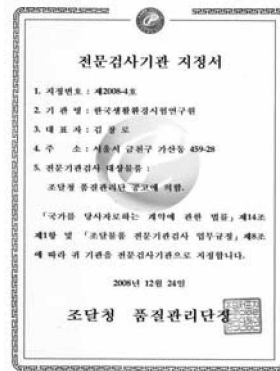 전문검사기관 지정서
1. 지정번호 : 제2008-4호
2. 기 관 명 : 한국생활환경시험연구원
3. 대 표 자 : 김 창 로
4. 주 소 : 서울시 금천구 가산동 459-28
5. 전문기관검사 대상물품 :
조달청 품질관리단 공고에 의함.
「국가를 당사자로하는 계약에 관한 법률」제14조
제1항 및 「조달물품 전문기관검사 업무규정」제8조
에 따라 귀 기관을 전문검사기관으로 지정합니다.
2008년 12월 24일
조달청 품질관리단장